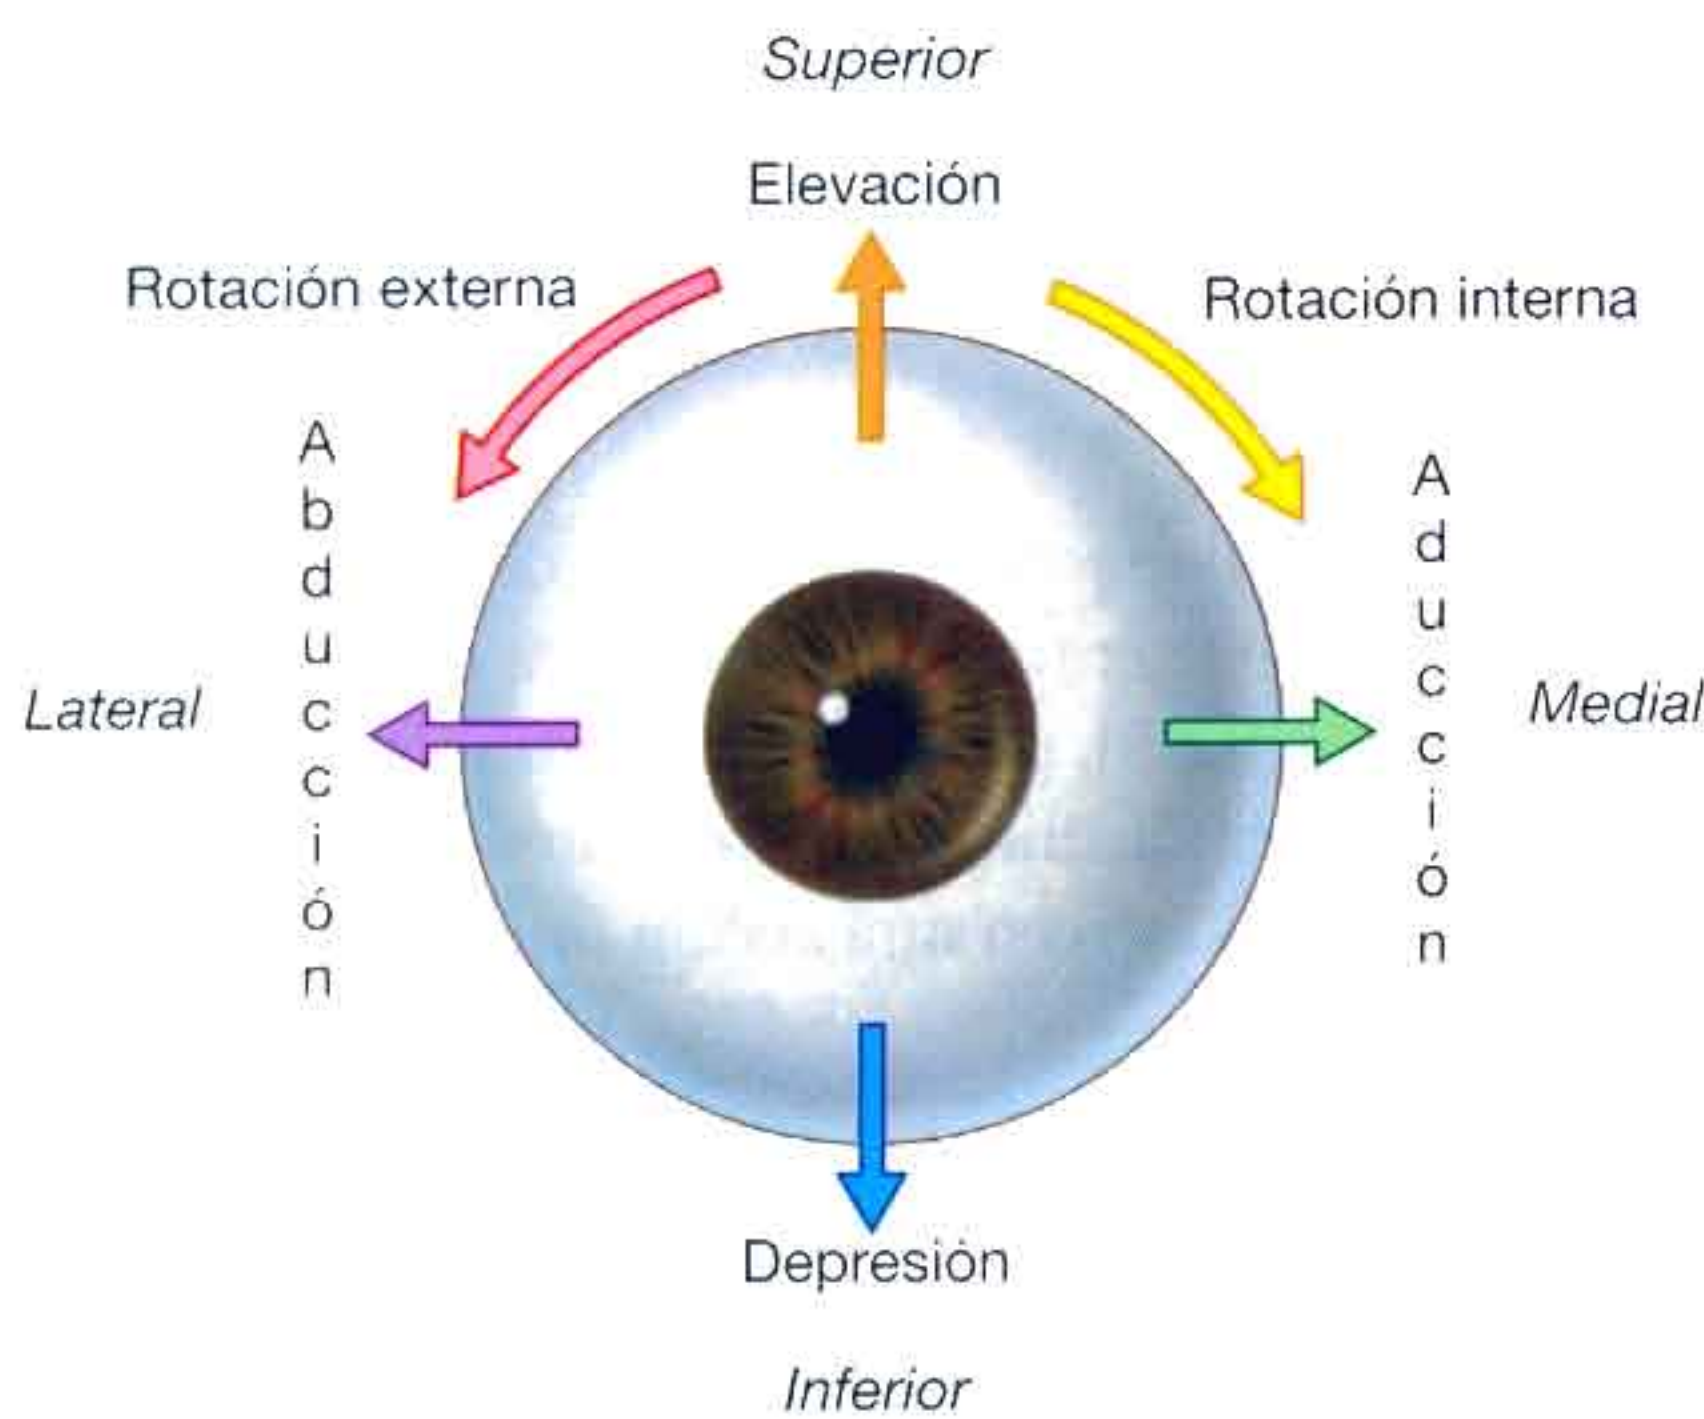 Superior
Elevación
Rotación externa
Rotación interna
Abducción
Aducción
Lateral
Medial
Depresión
Inferior